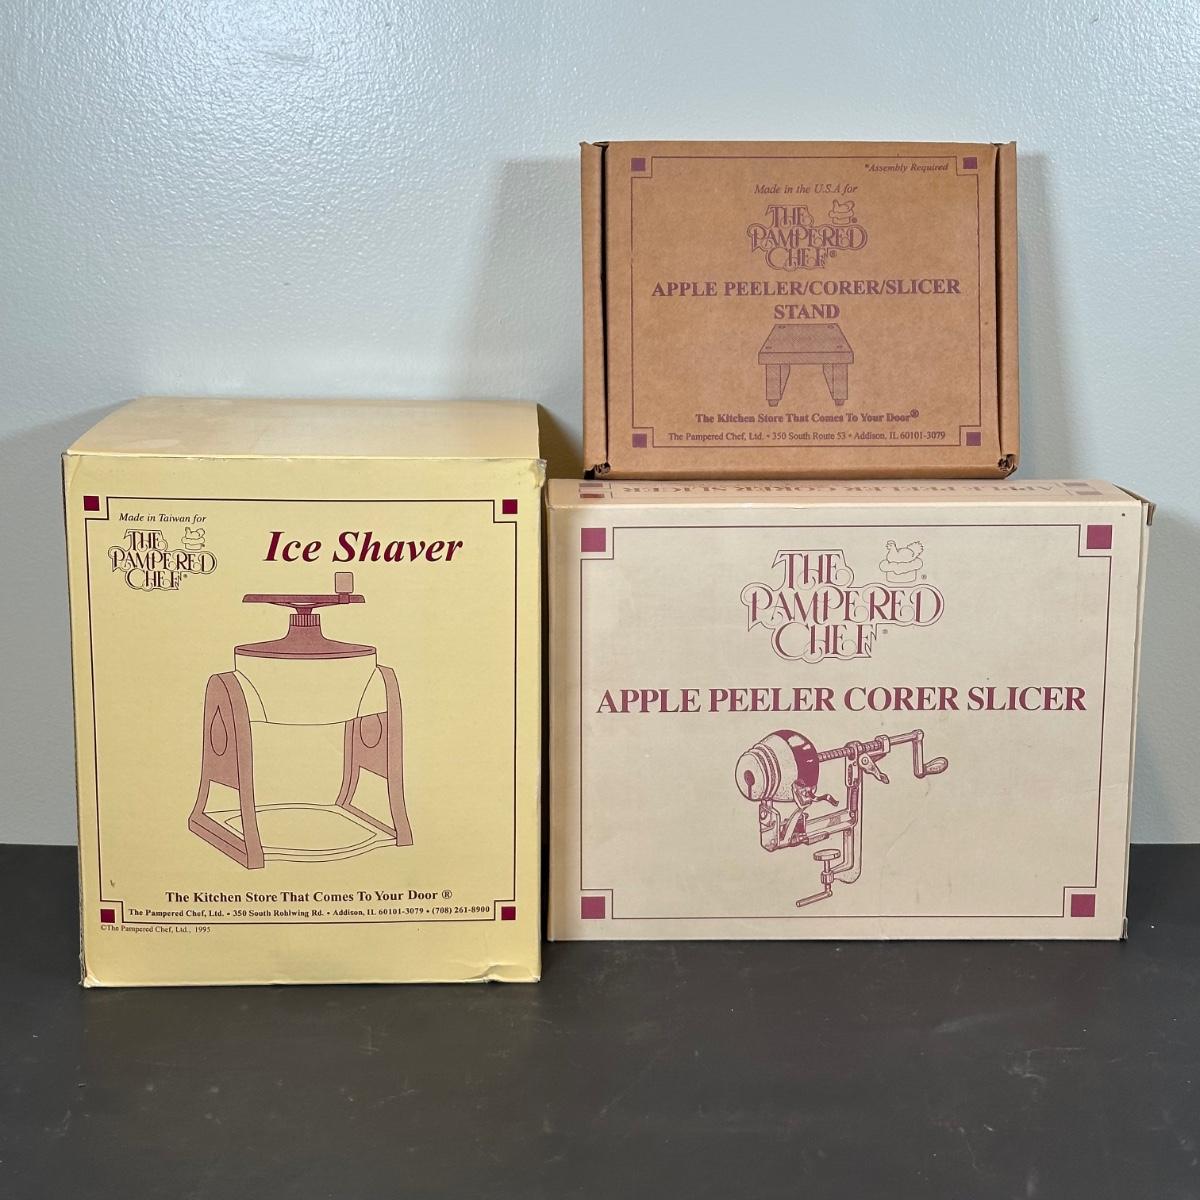 *Assembly Required
Made in the U.S.A for
THE
PAMPERED
CHEF®
APPLE PEELER/CORER/SLICER
STAND
The Kitchen Store That Comes To Your Door®
The Pampered Chef, Ltd. • 350 South Route 53 • Addison, IL 60101-3079
Made in Taiwan for
THE
PAMPERED
CHEF®
Ice Shaver
The Kitchen Store That Comes To Your Door ®
The Pampered Chef, Ltd. • 350 South Rohlwing Rd. • Addison, IL 60101-3079 • (708) 261-8900
©The Pampered Chef, Ltd., 1995
APPLE PEELER CORER SLICER
THE
PAMPERED
CHEF®
APPLE PEELER CORER SLICER